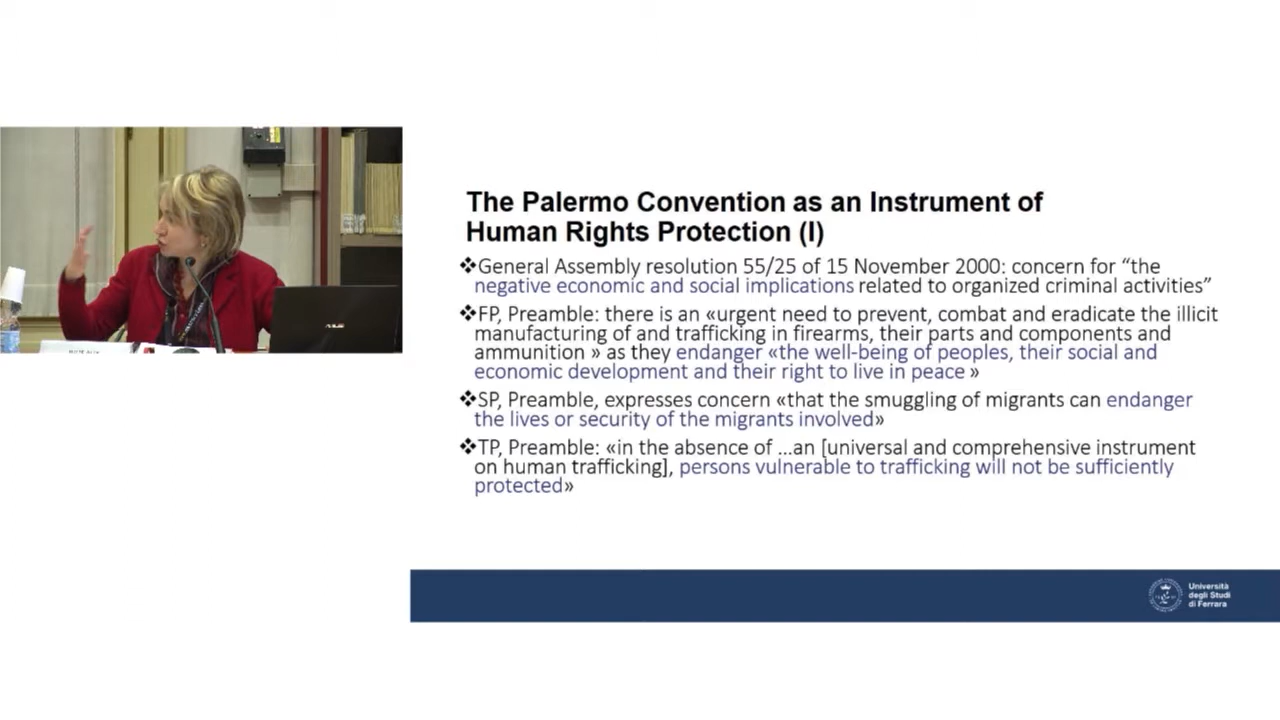 The Palermo Convention as an Instrument of
Human Rights Protection (I)
❖General Assembly resolution 55/25 of 15 November 2000: concern for “the
negative economic and social implications related to organized criminal activities”
❖FP, Preamble: there is an «urgent need to prevent, combat and eradicate the illicit
manufacturing of and trafficking in firearms, their parts and components and
ammunition » as they endanger «the well-being of peoples, their social and
economic development and their right to live in peace »
❖SP, Preamble, expresses concern «that the smuggling of migrants can endanger
the lives or security of the migrants involved»
❖TP, Preamble: «in the absence of ...an [universal and comprehensive instrument
on human trafficking], persons vulnerable to trafficking will not be sufficiently
protected»
Università
degli Studi
di Ferrara